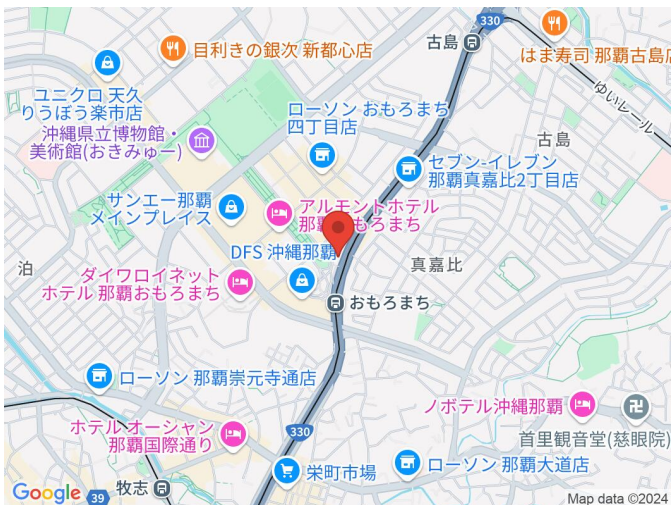 330
古島
目利きの銀次 新都心店
はま寿司 那覇古島店
ユニクロ 天久
りうぼう楽市店
ゆいレール
ローソン おもろまち
四丁目店
沖縄県立博物館・
美術館(おきみゅー)
古島
セブン-イレブン
那覇真嘉比2丁目店
サンエー那覇
メインプレイス
アルモントホテル
那覇おもろまち
DFS 沖縄那覇
真嘉比
泊
ダイワロイネット
ホテル 那覇おもろまち
おもろまち
ローソン 那覇崇元寺通店
ノボテル沖縄那覇
ホテル オーシャン
那覇国際通り
330
首里観音堂(慈眼院)
栄町市場
ローソン 那覇大道店
牧志
39
Google
Map data ©2024